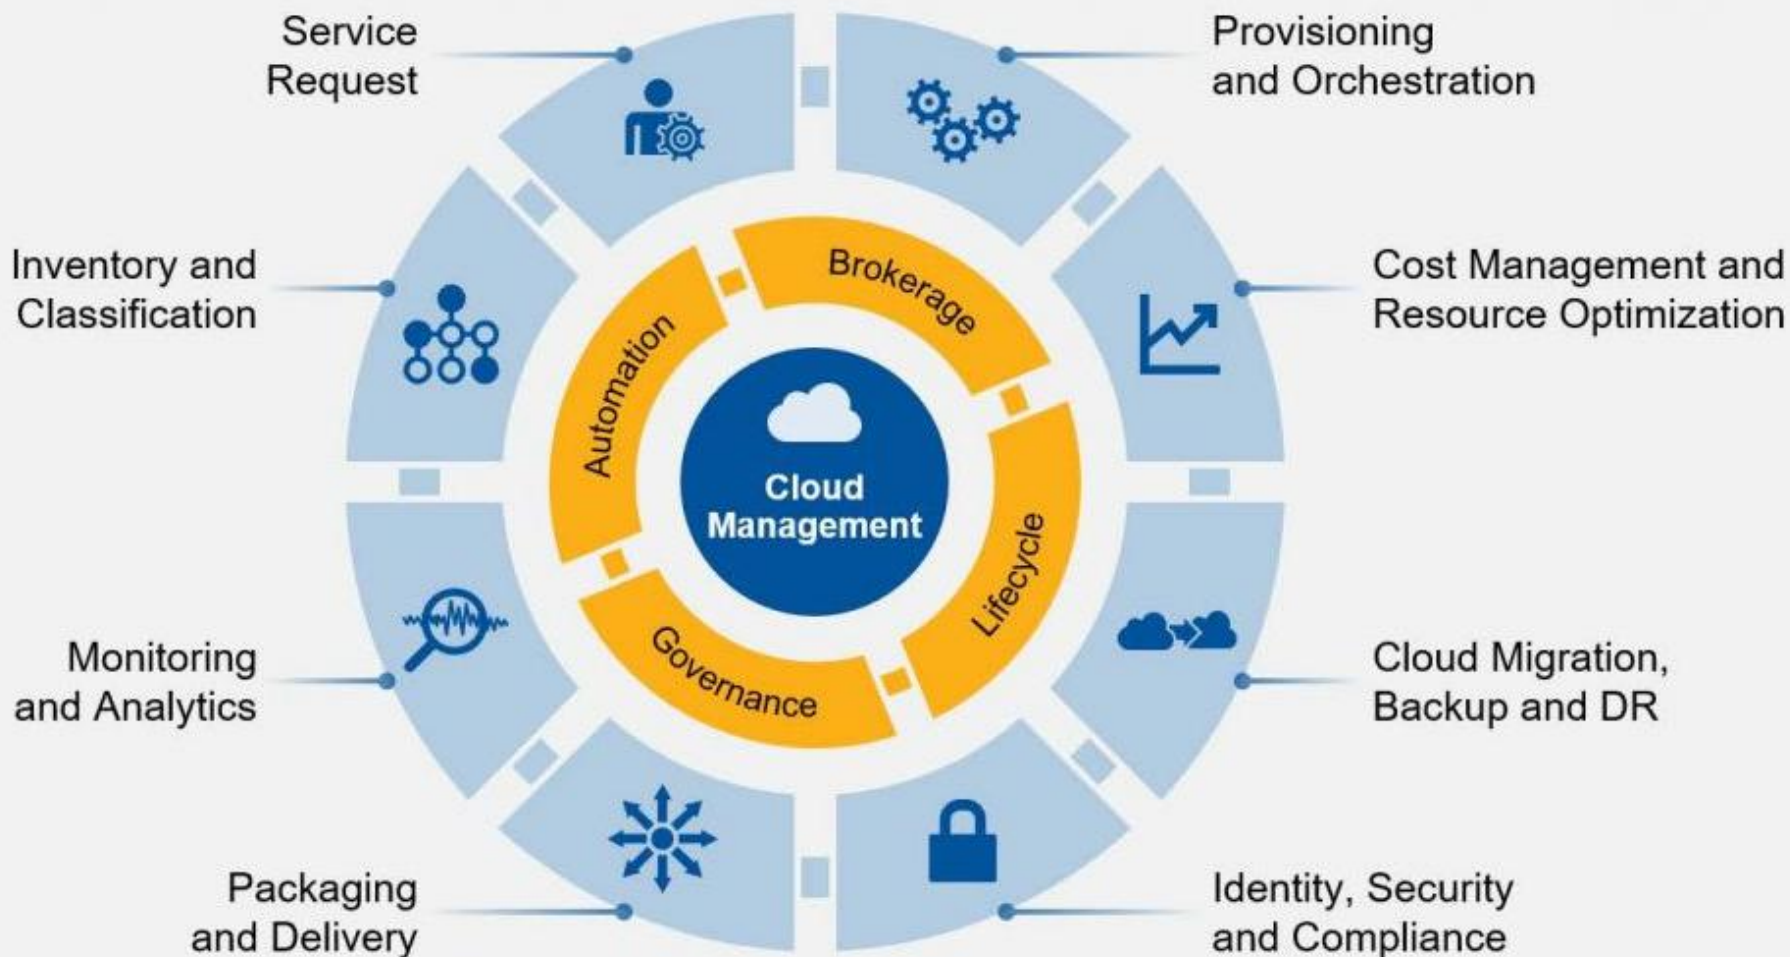 Service
Request
Provisioning
and Orchestration
Inventory and
Classification
Cost Management and
Resource Optimization
Brokerage
Automation
Cloud
Management
Lifecycle
Governance
Monitoring
and Analytics
Cloud Migration,
Backup and DR
Packaging
and Delivery
Identity, Security
and Compliance